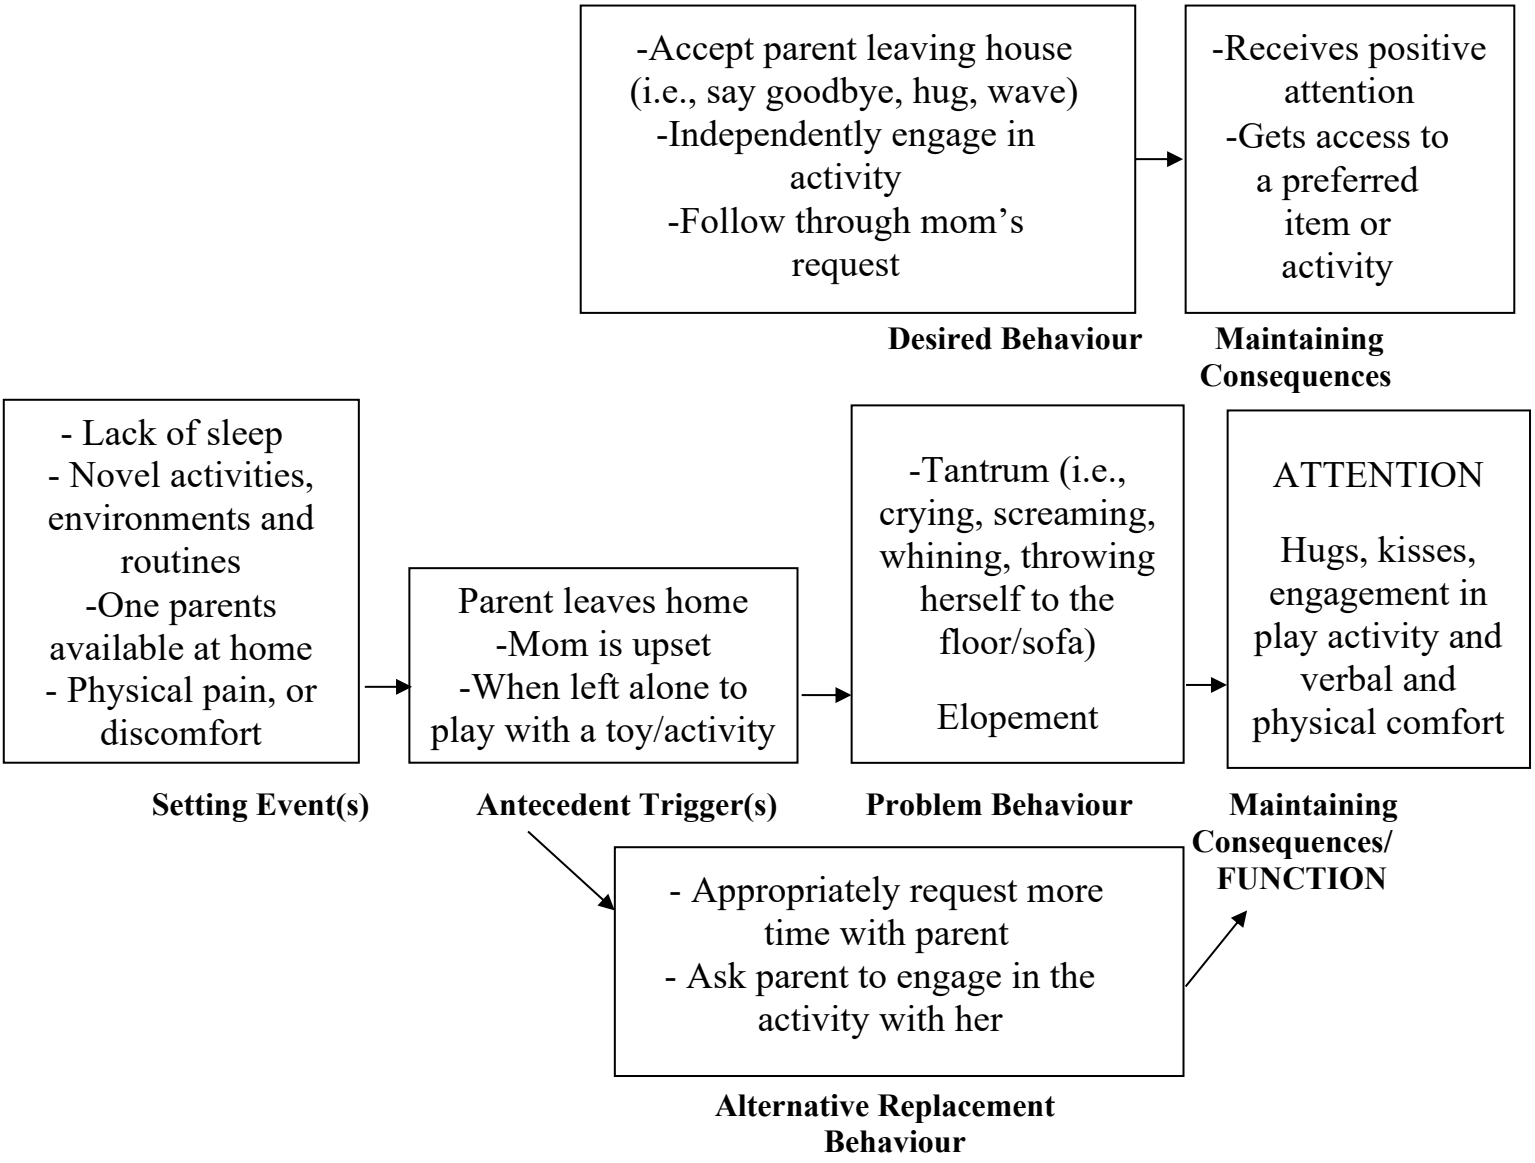 -Accept parent leaving house
(i.e., say goodbye, hug, wave)
-Independently engage in
activity
-Follow through mom’s
request
Desired Behaviour
-Receives positive
attention
-Gets access to
a preferred
item or
activity
Maintaining
Consequences
- Lack of sleep
- Novel activities,
environments and
routines
-One parents
available at home
- Physical pain, or
discomfort
Setting Event(s)
Parent leaves home
-Mom is upset
-When left alone to
play with a toy/activity
Antecedent Trigger(s)
-Tantrum (i.e.,
crying, screaming,
whining, throwing
herself to the
floor/sofa)
Elopement
Problem Behaviour
ATTENTION
Hugs, kisses,
engagement in
play activity and
verbal and
physical comfort
Maintaining
Consequences/
FUNCTION
- Appropriately request more
time with parent
- Ask parent to engage in the
activity with her
Alternative Replacement
Behaviour